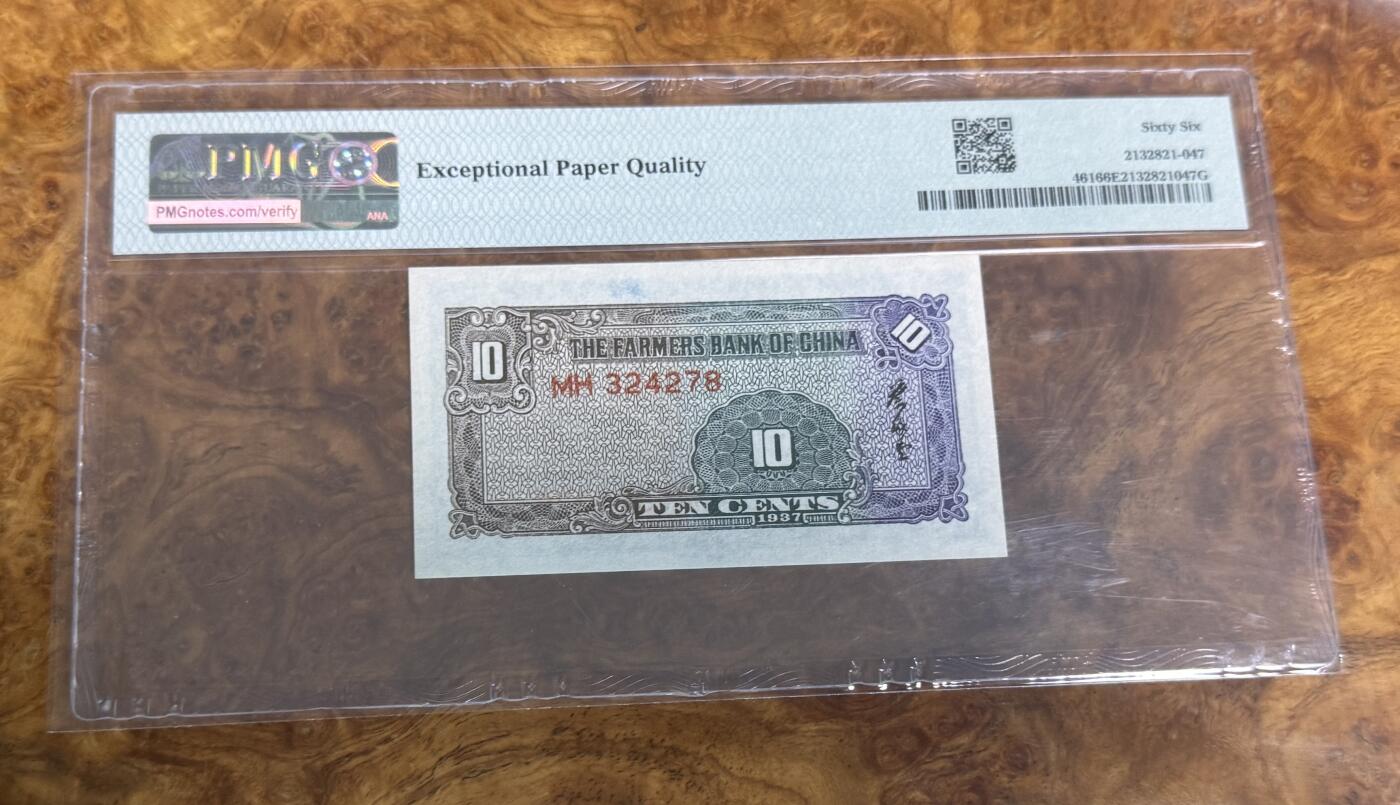 PMG
PMGnotes.com/verify
ANA
Exceptional Paper Quality
Sixty Six
2132821-047
46166E2132821047G
10
10
THE FARMERS BANK OF CHINA
MH 324278
10
TEN CENTS
1937